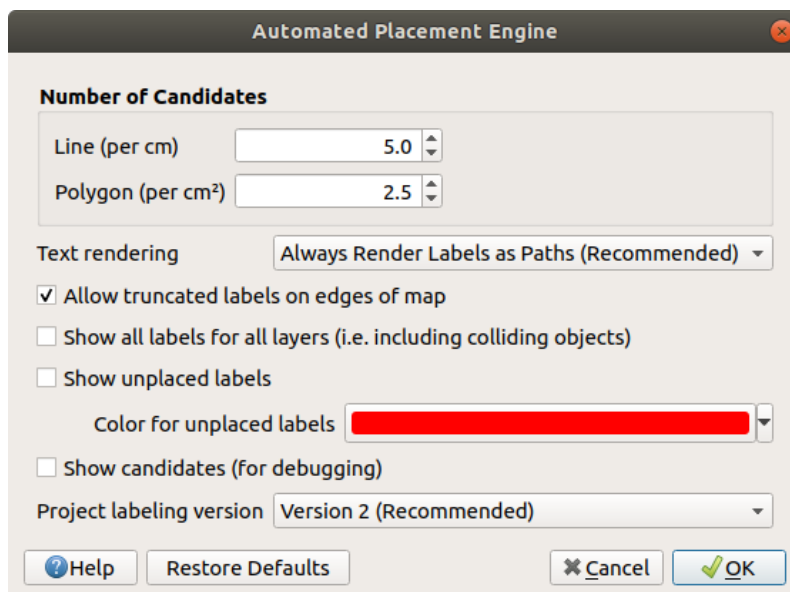 Automated Placement Engine
Number of Candidates
Line (per cm) 5.0
Polygon (per cm²) 2.5
Text rendering Always Render Labels as Paths (Recommended)
Allow truncated labels on edges of map
Show all labels for all layers (i.e. including colliding objects)
Show unplaced labels
Color for unplaced labels
Show candidates (for debugging)
Project labeling version Version 2 (Recommended)
Help Restore Defaults Cancel OK